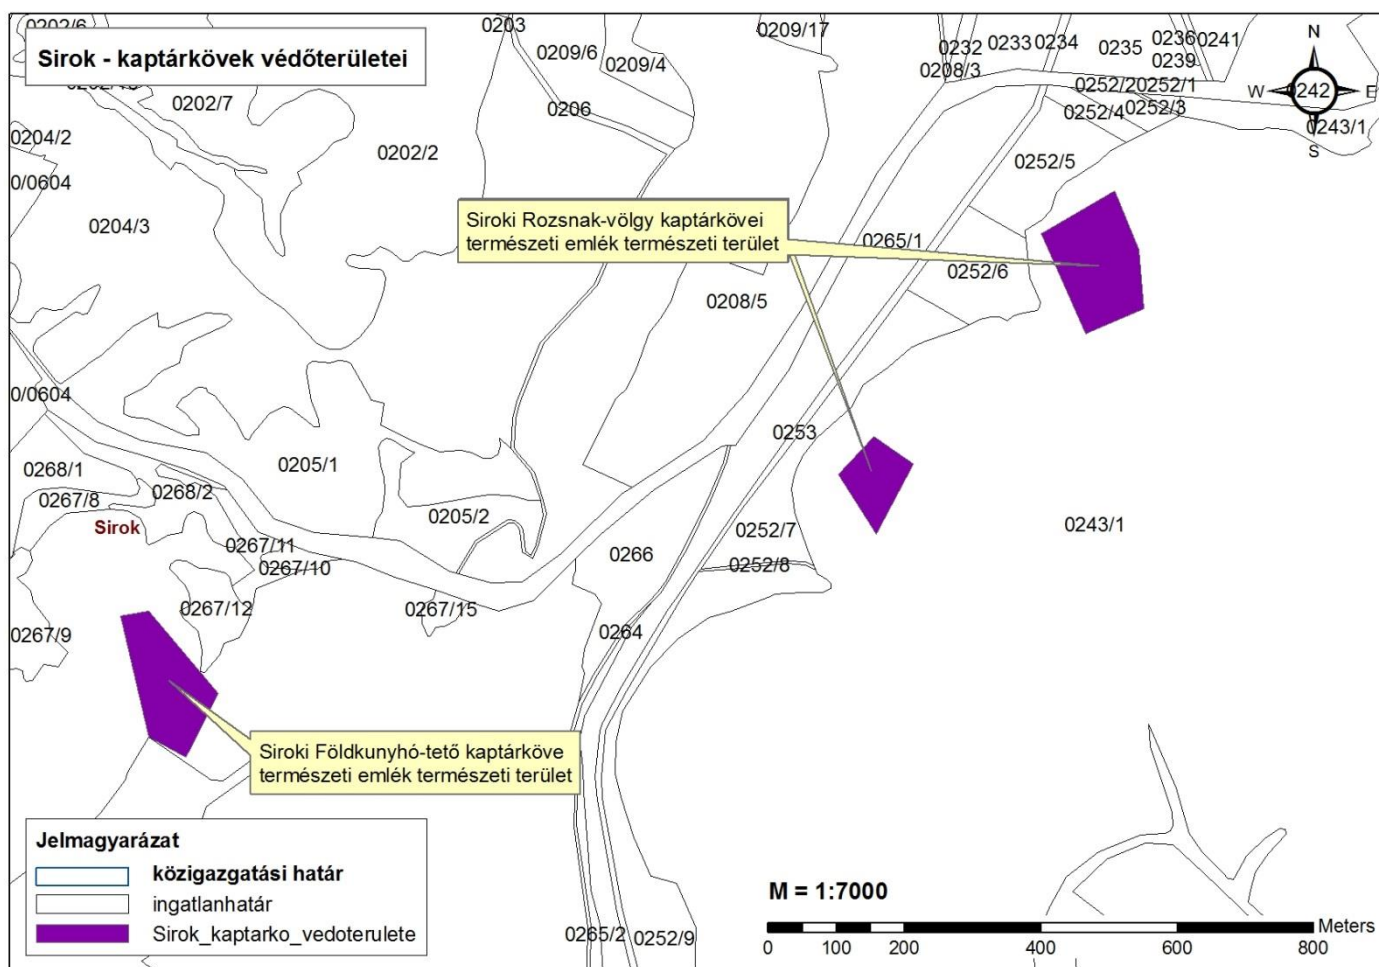 0202/6
Sirok - kaptárkövek védőterületei
0203
0209/6
0209/4
0209/17
0232
0233
0234
0235
0236
0241
0239
0208/3
0252/2
0252/1
0252/4
0252/3
N
W
0242
E
S
0243/1
0202/7
0206
0204/2
0202/2
0/0604
0252/5
0204/3
Siroki Rozsnak-völgy kaptárkövei
természeti emlék természeti terület
0265/1
0252/6
0208/5
0/0604
0253
0268/1
0205/1
0267/8
0268/2
Sirok
0205/2
0243/1
0252/7
0267/11
0266
0267/10
0252/8
0267/12
0267/15
0267/9
0264
Siroki Földkunyhó-tető kaptárköve
természeti emlék természeti terület
Jelmagyarázat
közigazgatási határ
ingatlanhatár
Sirok_kaptarko_vedoterulete
0265/2
0252/9
M = 1:7000
Meters
0 100 200 400 600 800